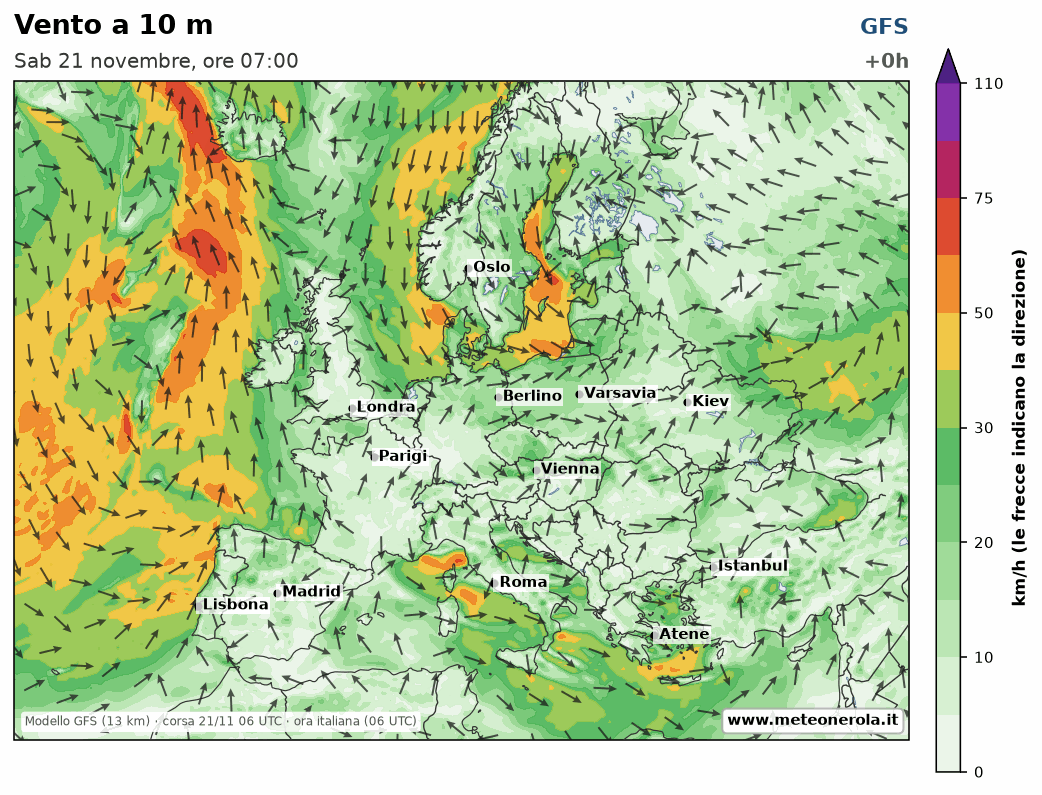 Vento a 10 m
GFS
Sab 21 novembre, ore 07:00
+0h
110
75
50
30
20
10
0
km/h (le frecce indicano la direzione)
Oslo
Berlino
Varsavia
Kiev
Londra
Parigi
Vienna
Istanbul
Roma
Madrid
Lisbona
Atene
Modello GFS (13 km) · corsa 21/11 06 UTC · ora italiana (06 UTC)
www.meteonerola.it